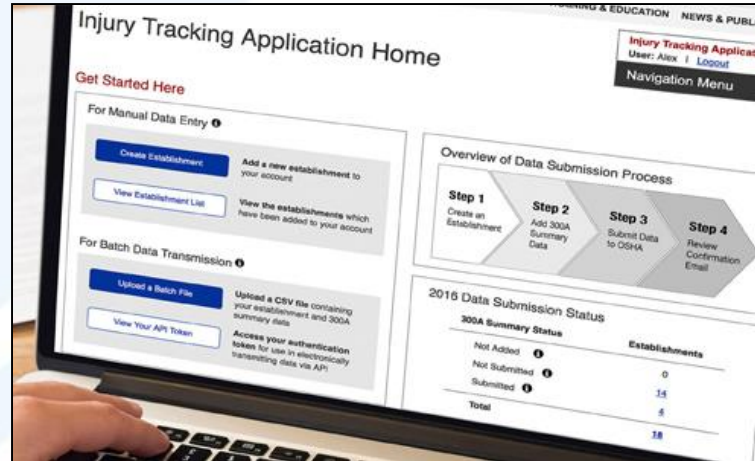 & EDUCATION NEWS & PUBL
Injury Tracking Application Home
Injury Tracking Applicat
User: Alex | Logout
Navigation Menu
Get Started Here
For Manual Data Entry
Create Establishment
Add a new establishment to
your account
View Establishment List
View the establishments which
have been added to your account
For Batch Data Transmission
Upload a Batch File
Upload a CSV file containing
your establishment and 300A
summary data
View Your API Token
Access your authentication
token for use in electronically
transmitting data via API
Overview of Data Submission Process
Step 1
Create an
Establishment
Step 2
Add 300A
Summary
Data
Step 3
Submit Data
to OSHA
Step 4
Review
Confirmation
Email
2016 Data Submission Status
300A Summary Status Establishments
Not Added 0
Not Submitted 14
Submitted 4
Total 18